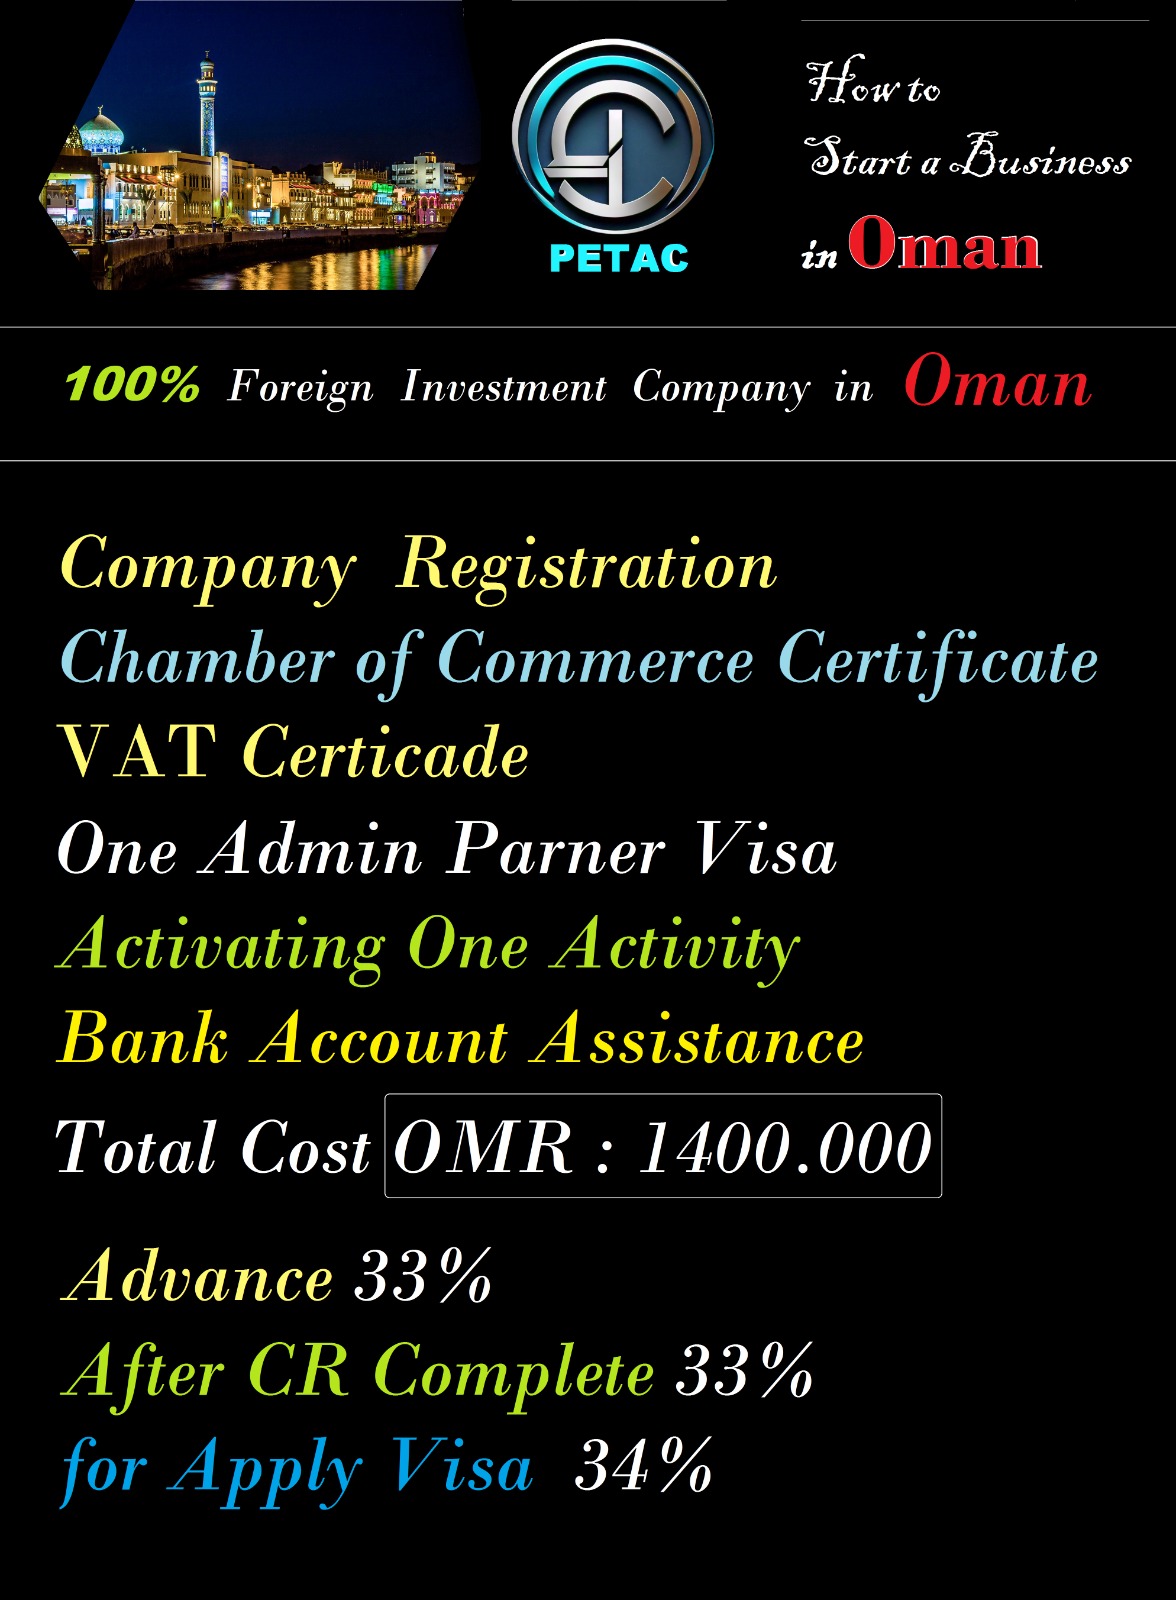 How to
Start a Business
in Oman
PETAC
100% Foreign Investment Company in Oman
Company Registration
Chamber of Commerce Certificate
VAT Certicade
One Admin Parner Visa
Activating One Activity
Bank Account Assistance
Total Cost OMR : 1400.000
Advance 33%
After CR Complete 33%
for Apply Visa 34%